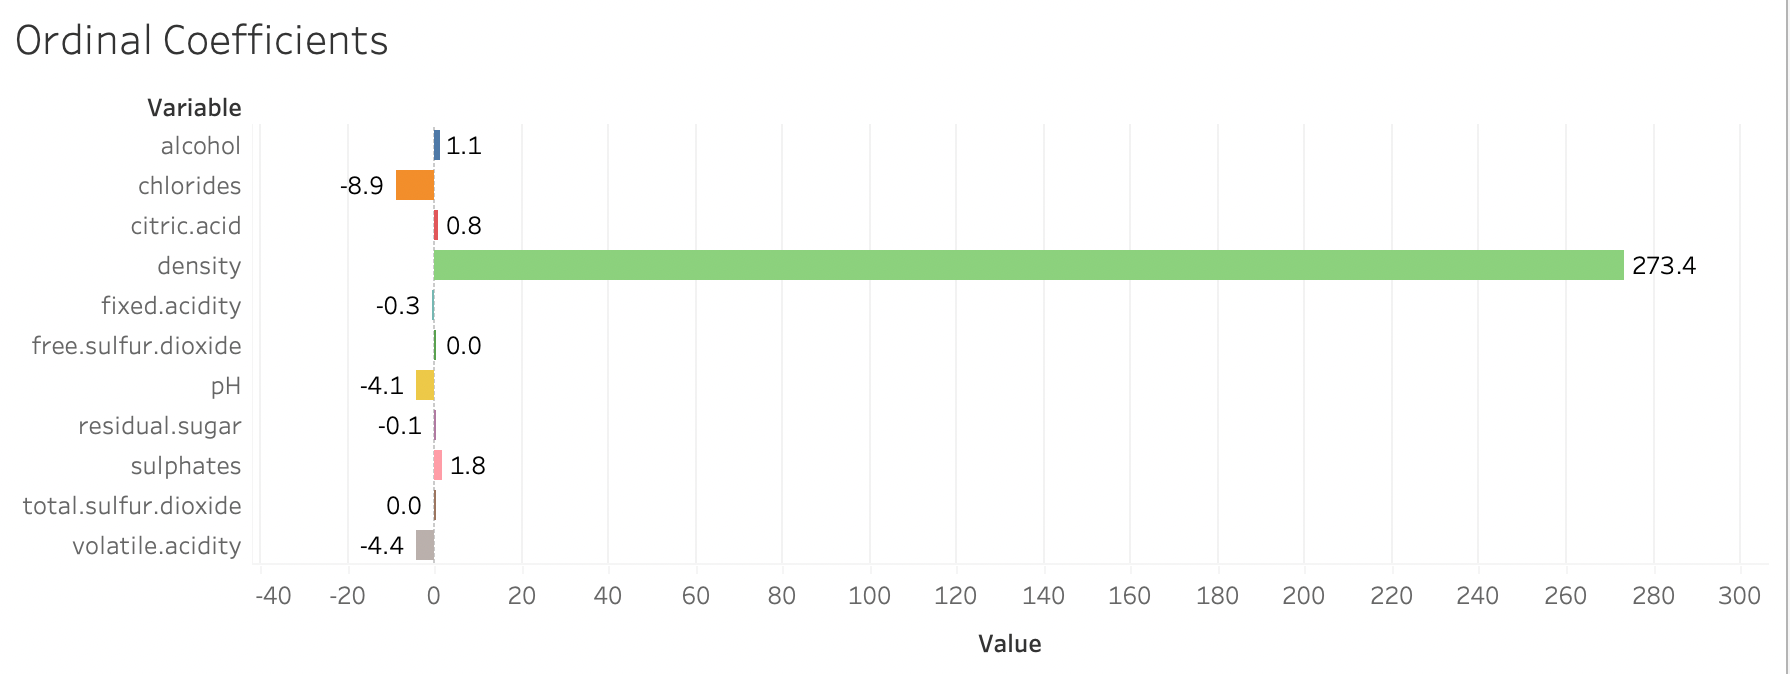 Ordinal Coefficients
Variable
alcohol 1.1
chlorides -8.9
citric.acid 0.8
density 273.4
fixed.acidity -0.3
free.sulfur.dioxide 0.0
pH -4.1
residual.sugar -0.1
sulphates 1.8
total.sulfur.dioxide 0.0
volatile.acidity -4.4
-40 -20 0 20 40 60 80 100 120 140 160 180 200 220 240 260 280 300
Value